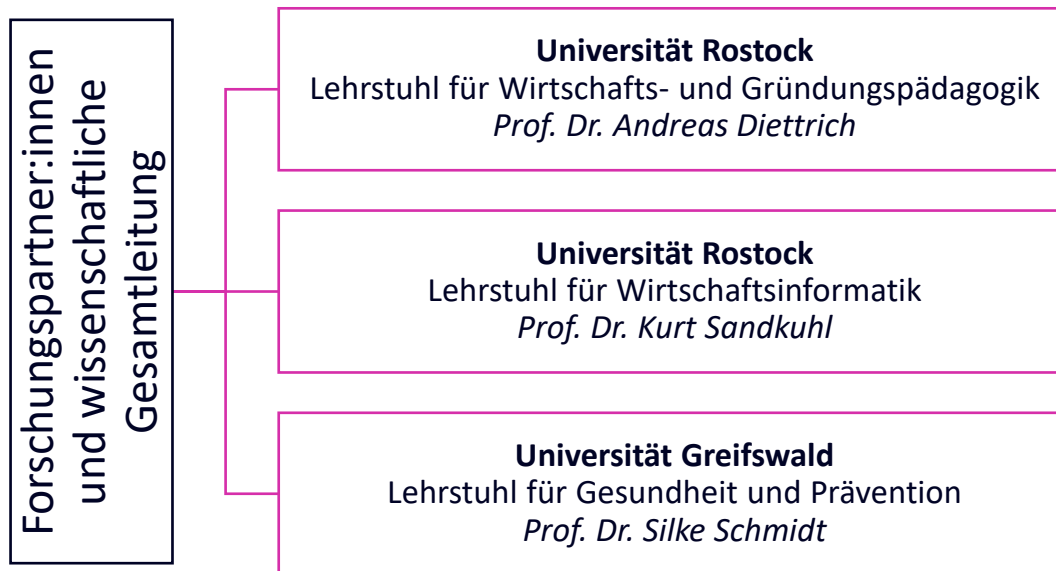 Forschungspartner:innen
und wissenschaftliche
Gesamtleitung
Universität Rostock
Lehrstuhl für Wirtschafts- und Gründungspädagogik
Prof. Dr. Andreas Diettrich
Universität Rostock
Lehrstuhl für Wirtschaftsinformatik
Prof. Dr. Kurt Sandkuhl
Universität Greifswald
Lehrstuhl für Gesundheit und Prävention
Prof. Dr. Silke Schmidt